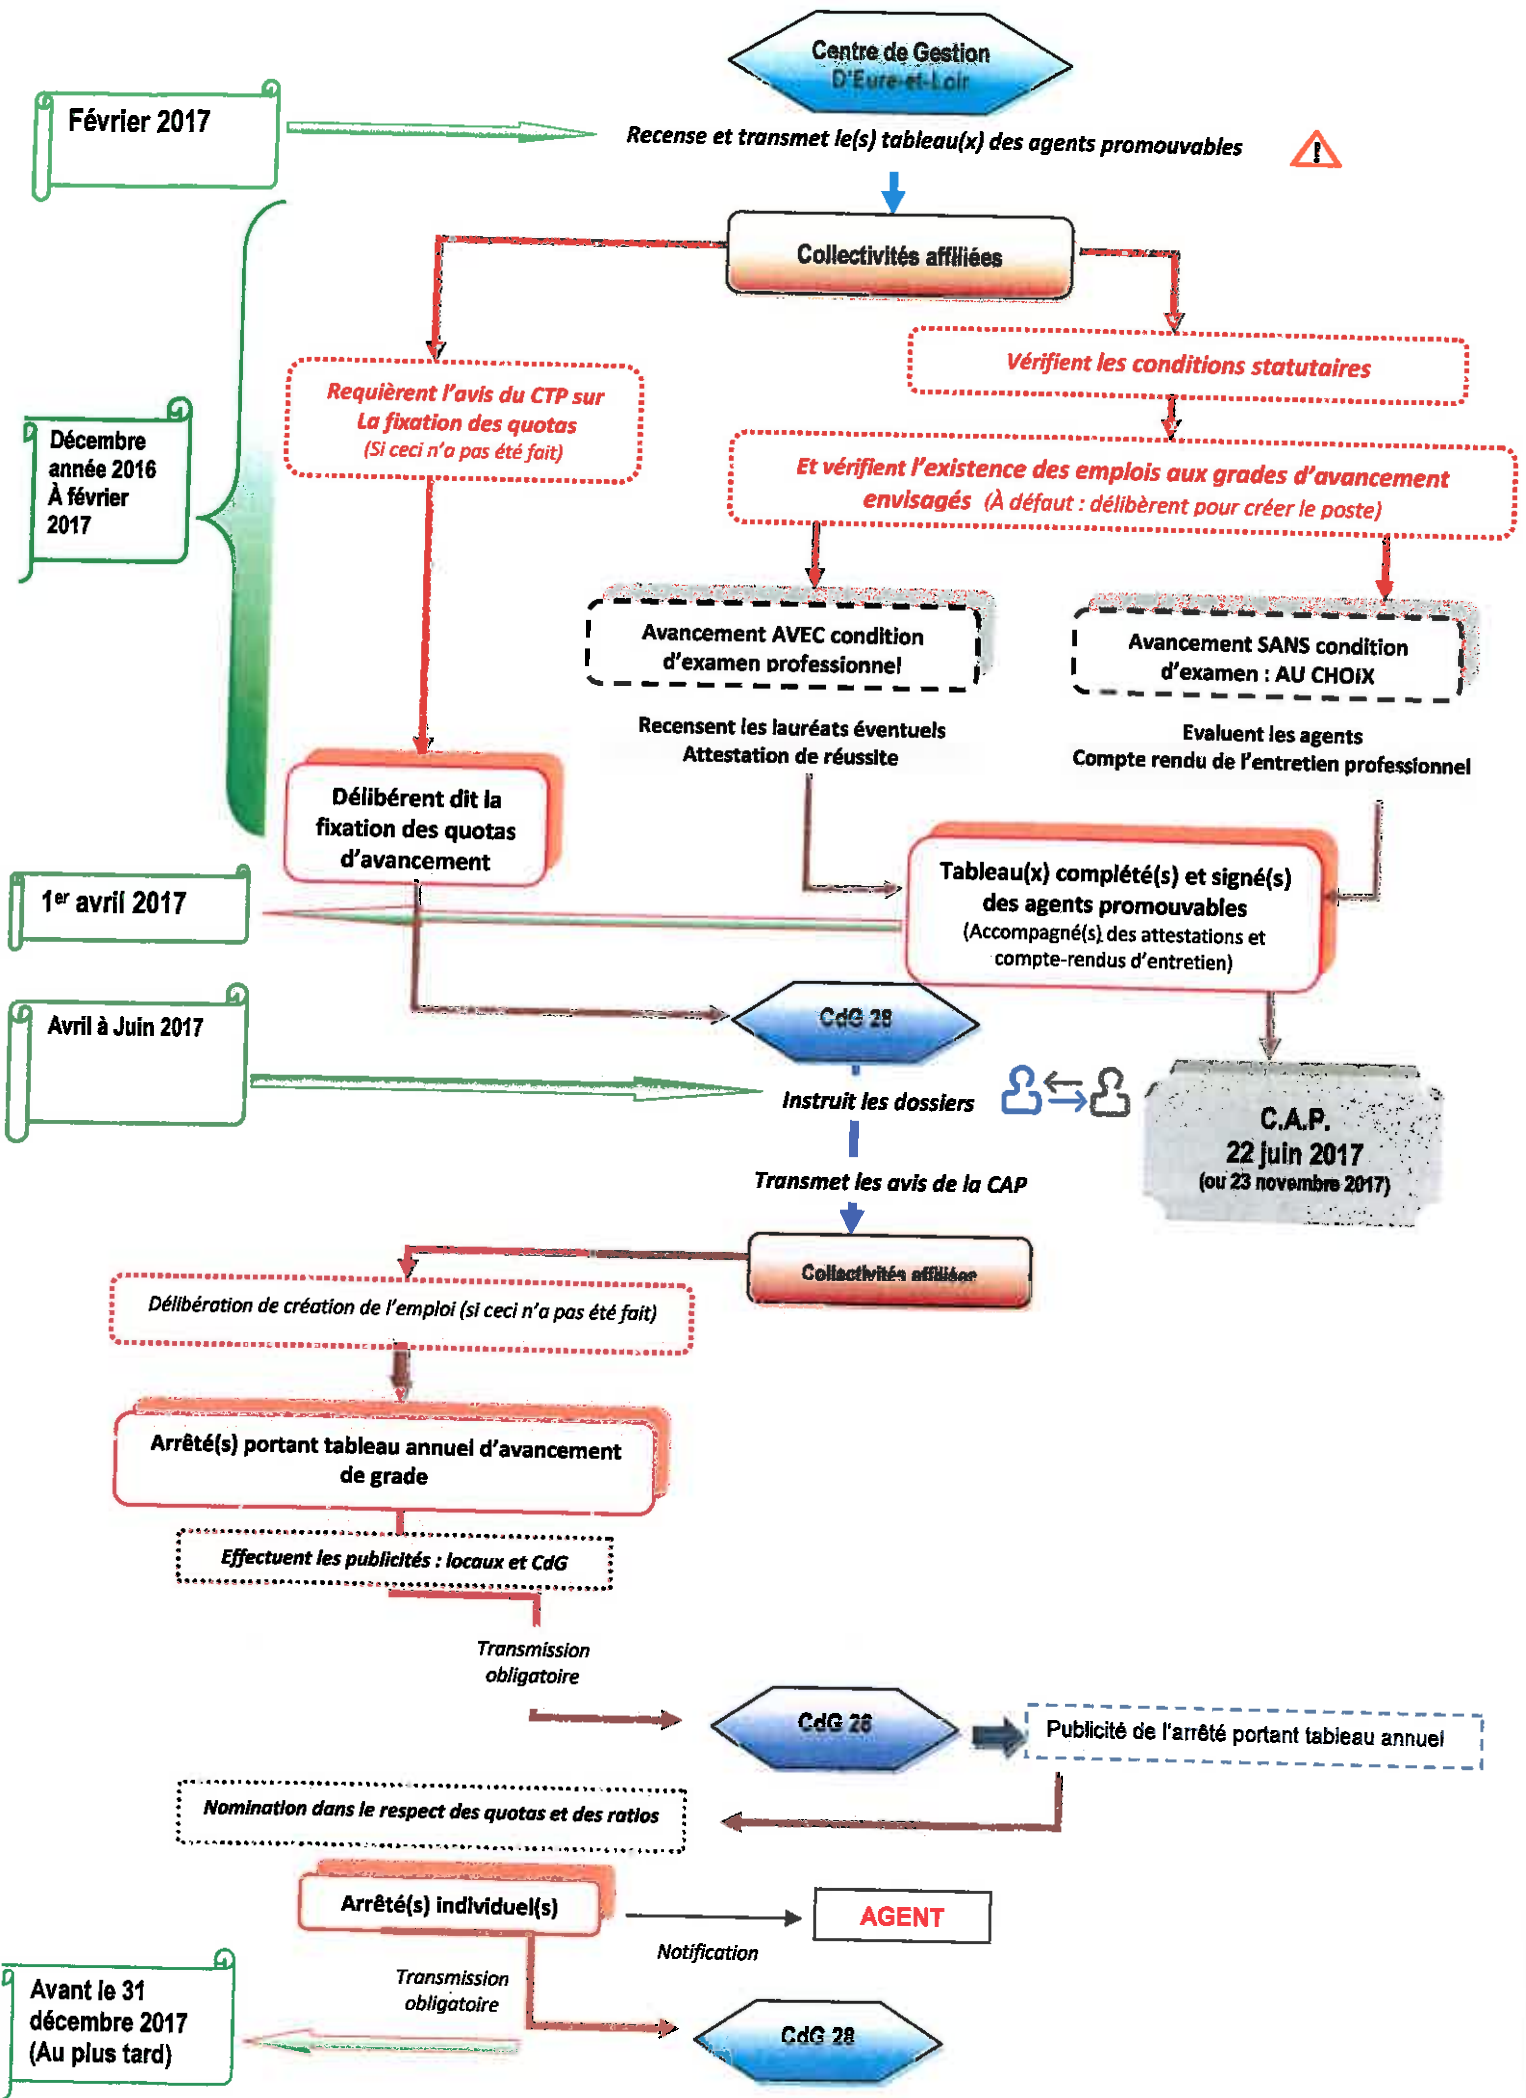 Centre de Gestion
D'Eure-et-Loir
Février 2017
Recense et transmet le(s) tableau(x) des agents promouvables
!
Collectivités affiliées
Requièrent l'avis du CTP sur
La fixation des quotas
(Si ceci n'a pas été fait)
Vérifient les conditions statutaires
Décembre
année 2016
À février
2017
Et vérifient l'existence des emplois aux grades d'avancement
envisagés (À défaut : délibèrent pour créer le poste)
Avancement AVEC condition
d'examen professionnel
Avancement SANS condition
d'examen : AU CHOIX
Recensent les lauréats éventuels
Attestation de réussite
Evaluent les agents
Compte rendu de l'entretien professionnel
Délibérent dit la
fixation des quotas
d'avancement
1er avril 2017
Tableau(x) complété(s) et signé(s)
des agents promouvables
(Accompagné(s) des attestations et
compte-rendus d'entretien)
Avril à Juin 2017
CdG 28
Instruit les dossiers
C.A.P.
22 juin 2017
(ou 23 novembre 2017)
Transmet les avis de la CAP
Collectivités affiliées
Délibération de création de l'emploi (si ceci n'a pas été fait)
Arrêté(s) portant tableau annuel d'avancement
de grade
Effectuent les publicités : locaux et CdG
Transmission
obligatoire
CdG 28
Publicité de l'arrêté portant tableau annuel
Nomination dans le respect des quotas et des ratios
Arrêté(s) individuel(s)
AGENT
Notification
Transmission
obligatoire
Avant le 31
décembre 2017
(Au plus tard)
CdG 28